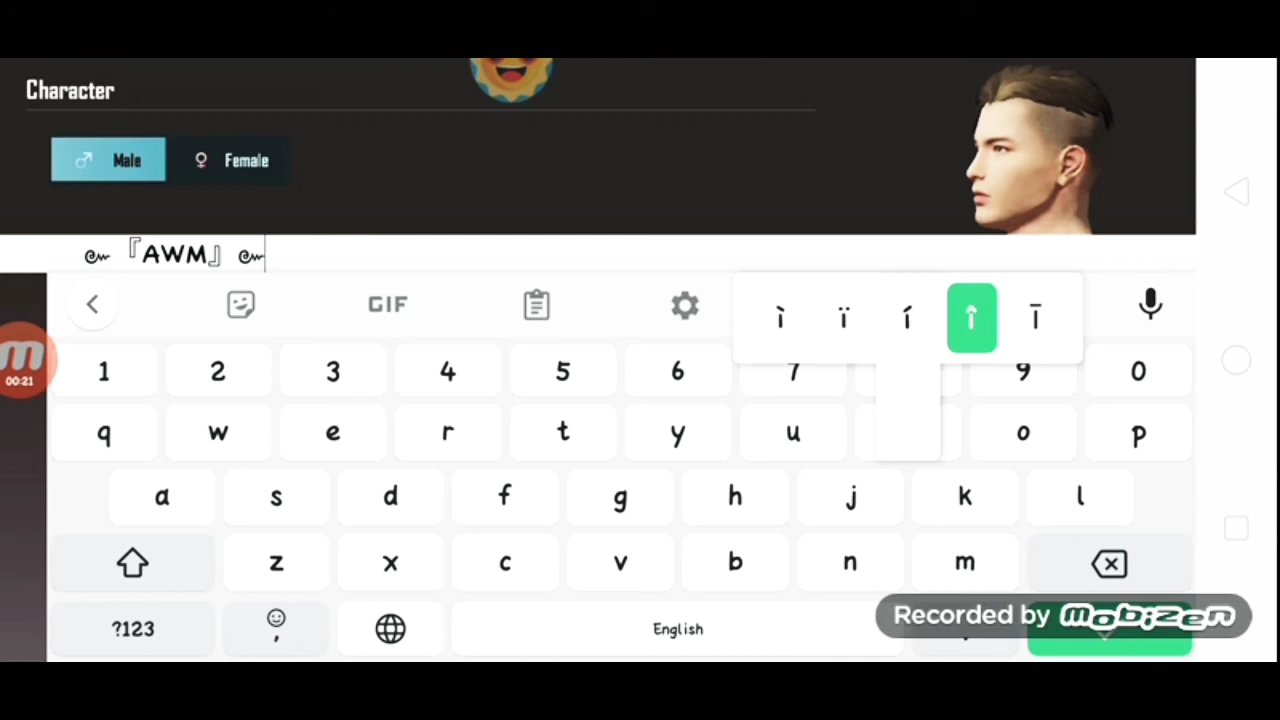 Character
♂ Male ♀ Female
๛ 『AWM』 ๛
GIF
ì ï í î ī
00:21
1 2 3 4 5 6 7 9 0
q w e r t y u o p
a s d f g h j k l
z x c v b n m
?123 , English
Recorded by mobizen